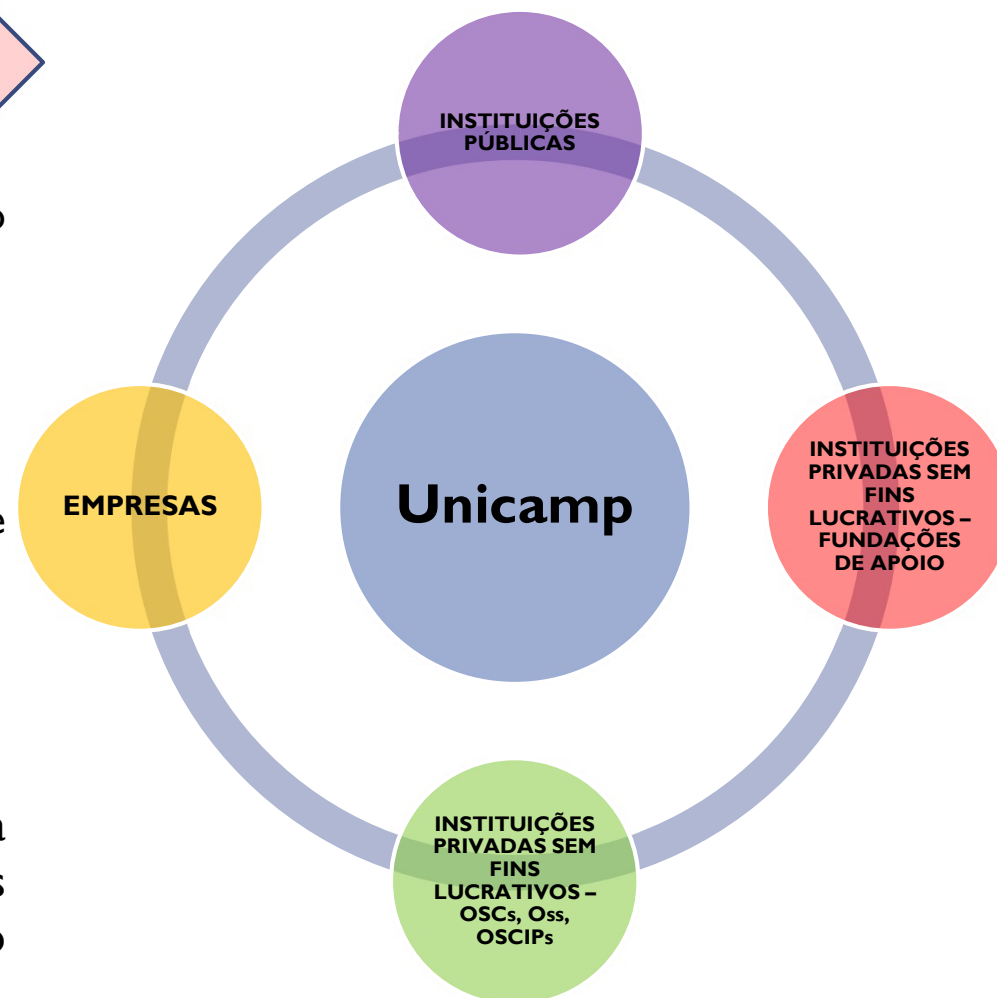 INSTITUIÇÕES
PÚBLICAS
o
EMPRESAS
e
Unicamp
INSTITUIÇÕES
PRIVADAS SEM
FINS
LUCRATIVOS –
FUNDAÇÕES
DE APOIO
INSTITUIÇÕES
PRIVADAS SEM
FINS
LUCRATIVOS –
OSCs, Oss,
OSCIPs
a
s
o